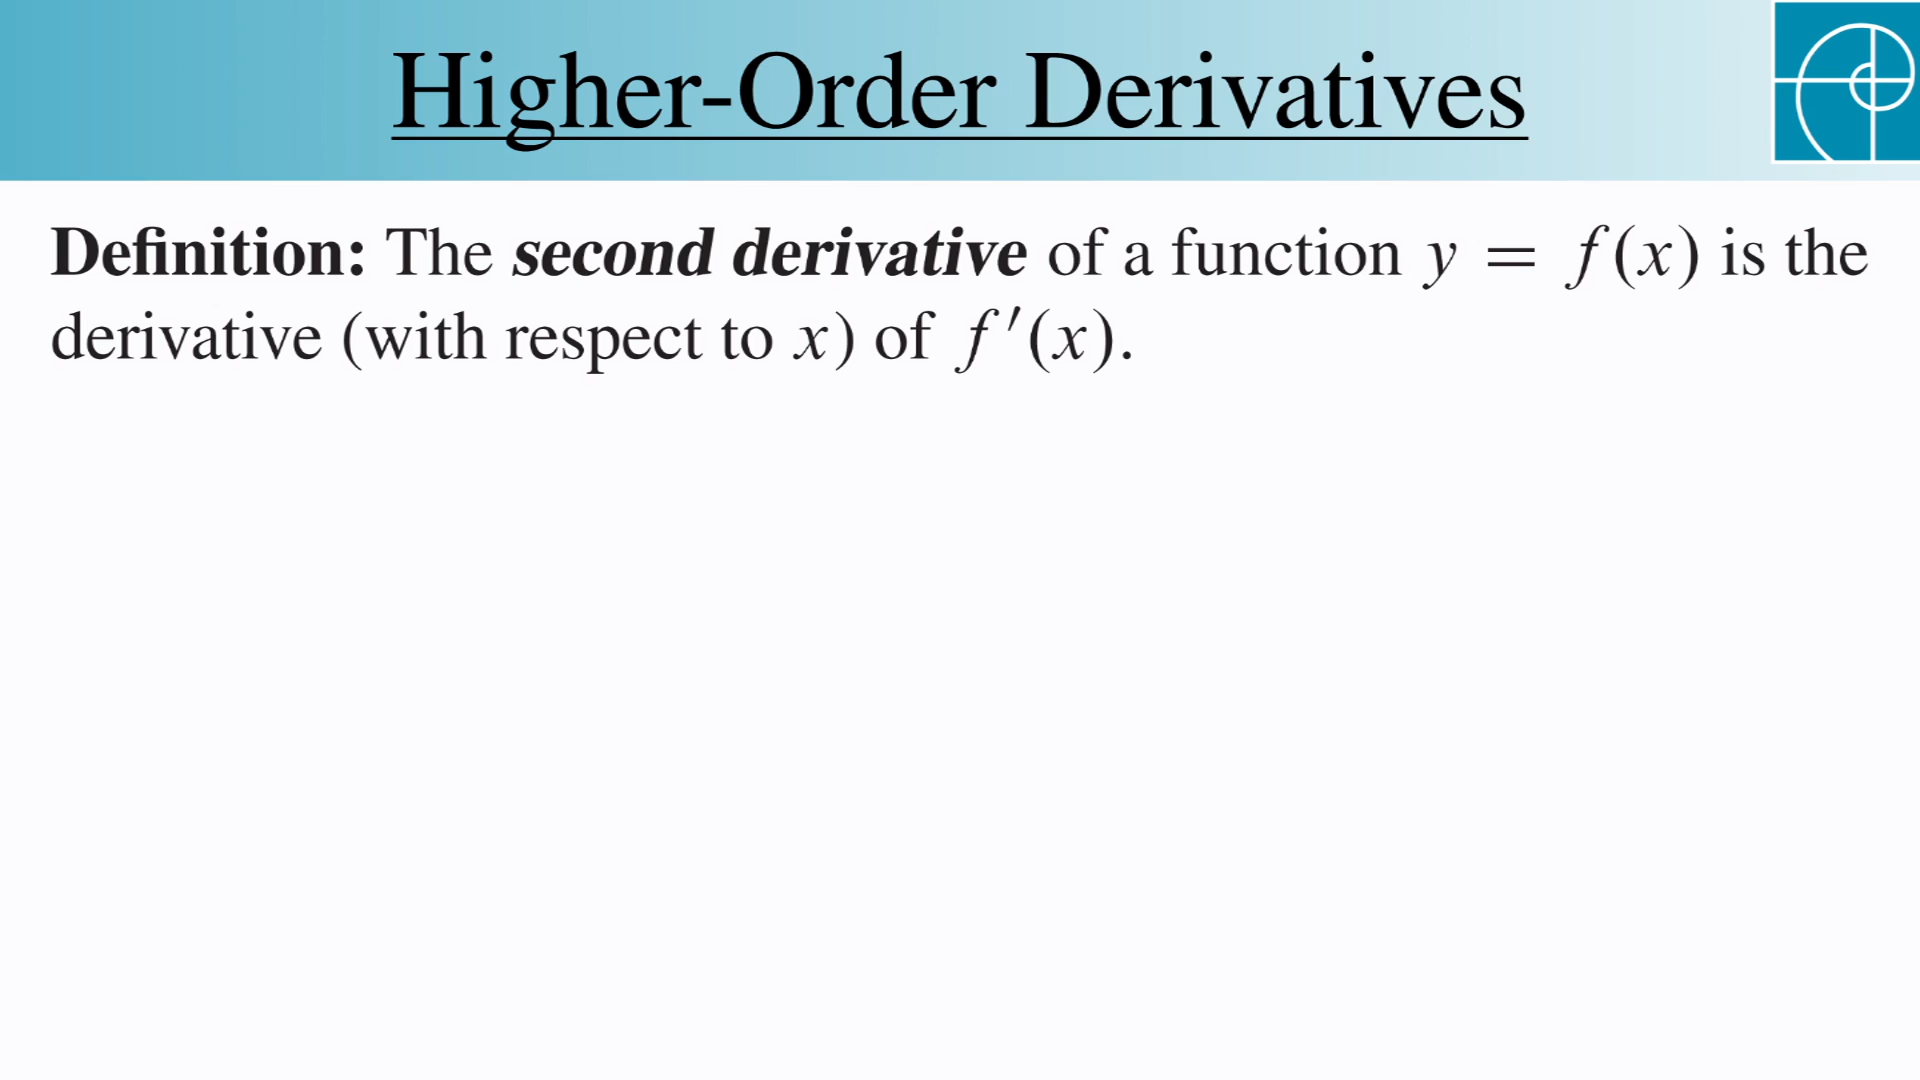 Higher-Order Derivatives
Definition: The second derivative of a function y = f(x) is the
derivative (with respect to x) of f′(x).